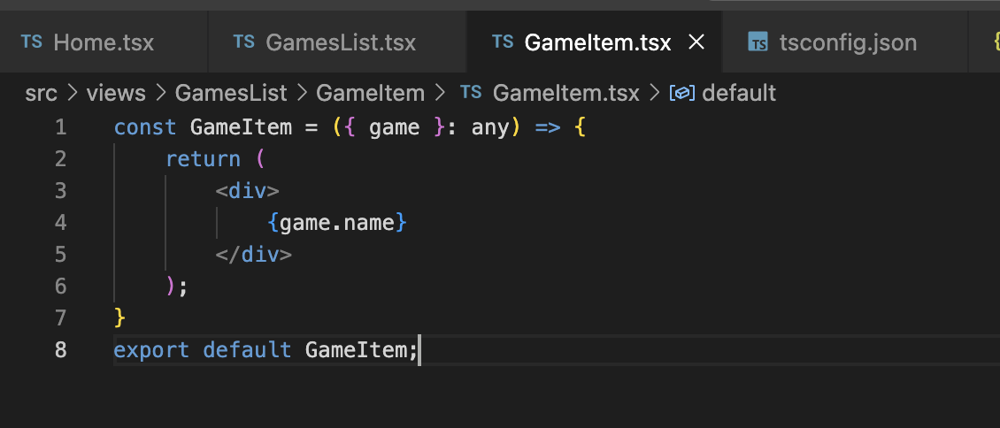 TS Home.tsx TS GamesList.tsx TS GameItem.tsx × TS tsconfig.json {
src > views > GamesList > GameItem > TS GameItem.tsx > default
1 const GameItem = ({ game }: any) => {
2     return (
3         <div>
4             {game.name}
5         </div>
6     );
7 }
8 export default GameItem;